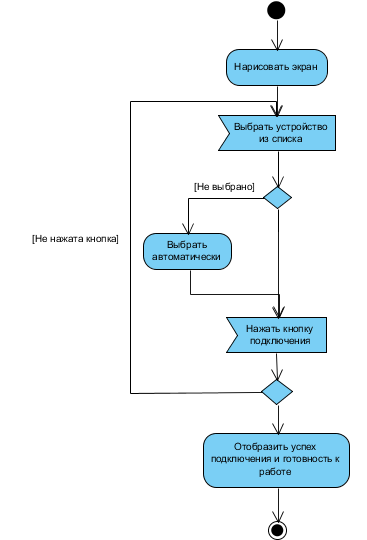 Нарисовать экран
Выбрать устройство
из списка
[Не выбрано]
[Не нажата кнопка]
Выбрать
автоматически
Нажать кнопку
подключения
Отобразить успех
подключения и готовность к
работе